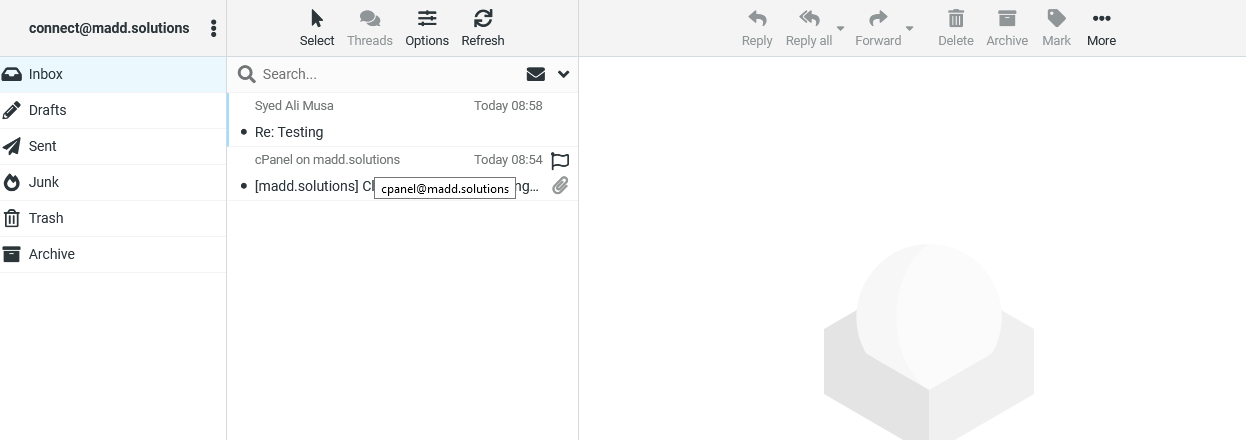 connect@madd.solutions
Select
Threads
Options
Refresh
Reply
Reply all
Forward
Delete
Archive
Mark
More
Inbox
Drafts
Sent
Junk
Trash
Archive
Search...
Syed Ali Musa Today 08:58
Re: Testing
cPanel on madd.solutions Today 08:54
[madd.solutions]
cpanel@madd.solutions